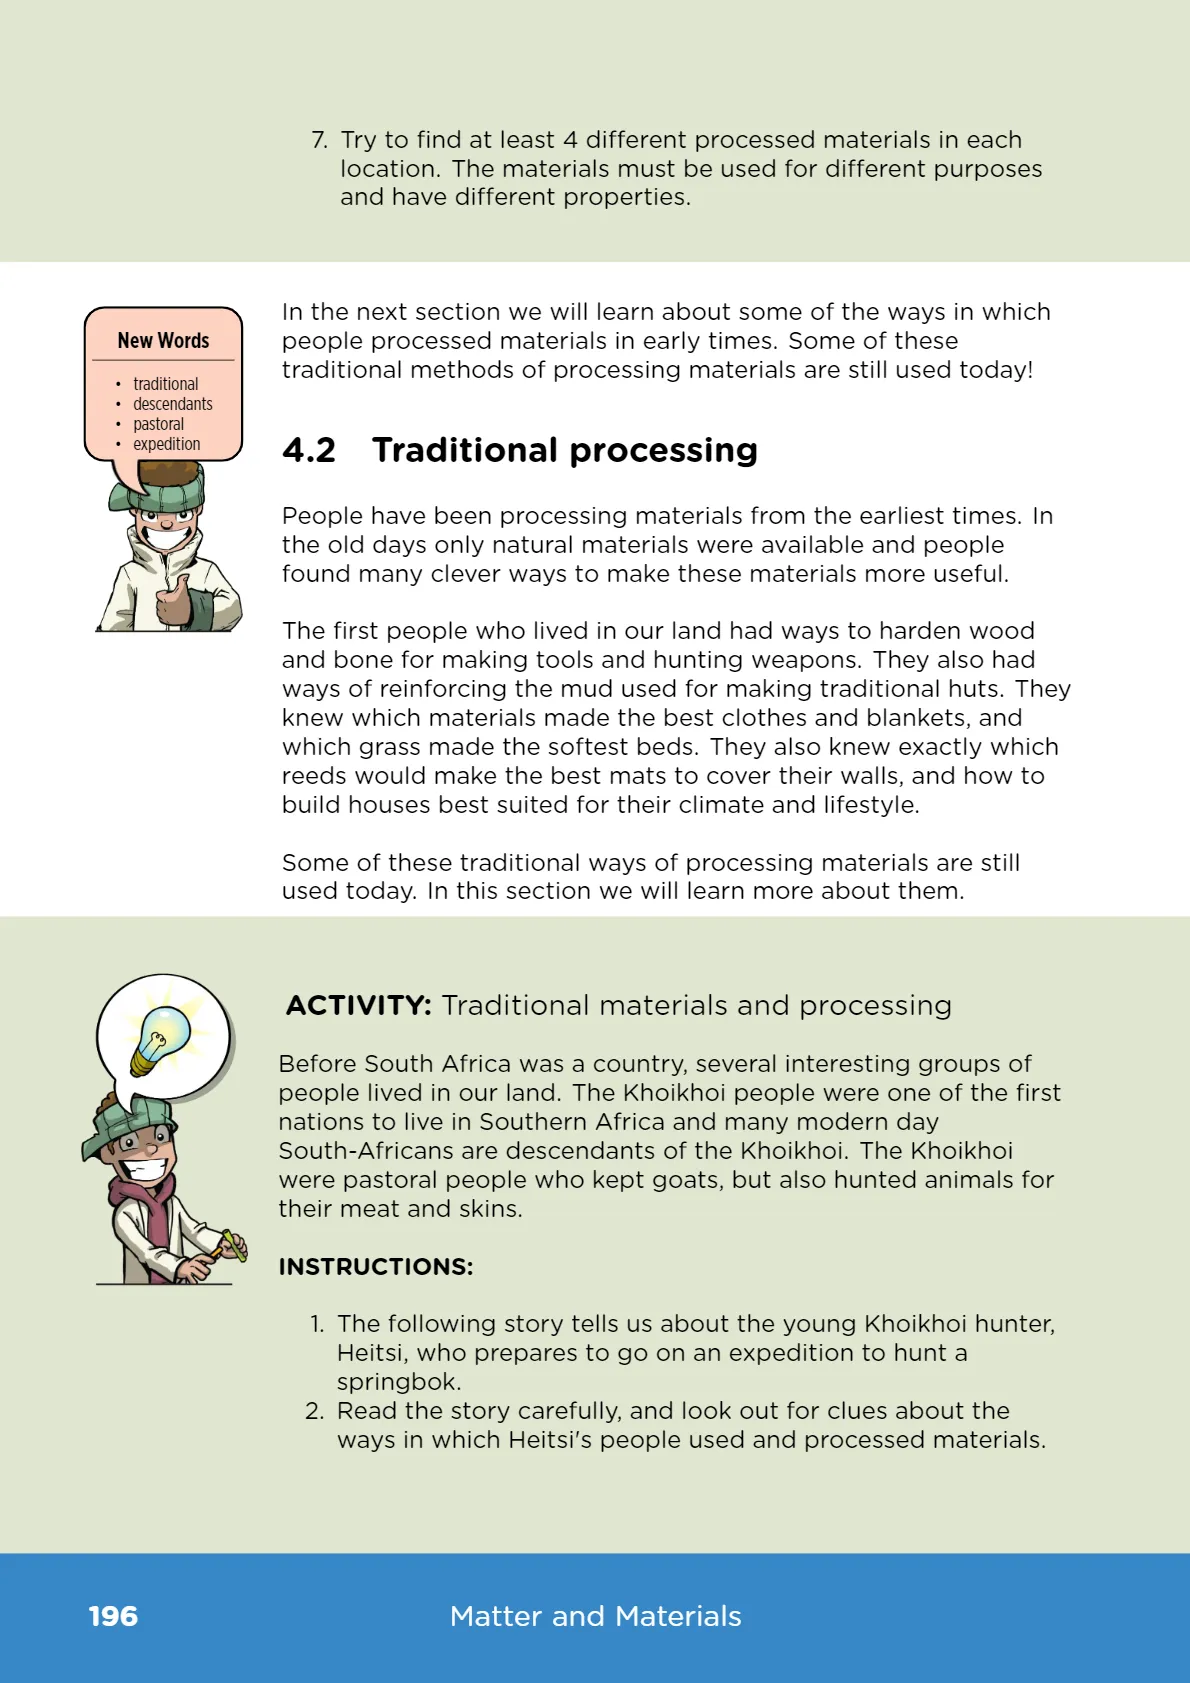 7. Try to find at least 4 different processed materials in each
location. The materials must be used for different purposes
and have different properties.
New Words
• traditional
• descendants
• pastoral
• expedition
In the next section we will learn about some of the ways in which
people processed materials in early times. Some of these
traditional methods of processing materials are still used today!
4.2 Traditional processing
People have been processing materials from the earliest times. In
the old days only natural materials were available and people
found many clever ways to make these materials more useful.
The first people who lived in our land had ways to harden wood
and bone for making tools and hunting weapons. They also had
ways of reinforcing the mud used for making traditional huts. They
knew which materials made the best clothes and blankets, and
which grass made the softest beds. They also knew exactly which
reeds would make the best mats to cover their walls, and how to
build houses best suited for their climate and lifestyle.
Some of these traditional ways of processing materials are still
used today. In this section we will learn more about them.
ACTIVITY: Traditional materials and processing
Before South Africa was a country, several interesting groups of
people lived in our land. The Khoikhoi people were one of the first
nations to live in Southern Africa and many modern day
South-Africans are descendants of the Khoikhoi. The Khoikhoi
were pastoral people who kept goats, but also hunted animals for
their meat and skins.
INSTRUCTIONS:
1. The following story tells us about the young Khoikhoi hunter,
Heitsi, who prepares to go on an expedition to hunt a
springbok.
2. Read the story carefully, and look out for clues about the
ways in which Heitsi's people used and processed materials.
196
Matter and Materials